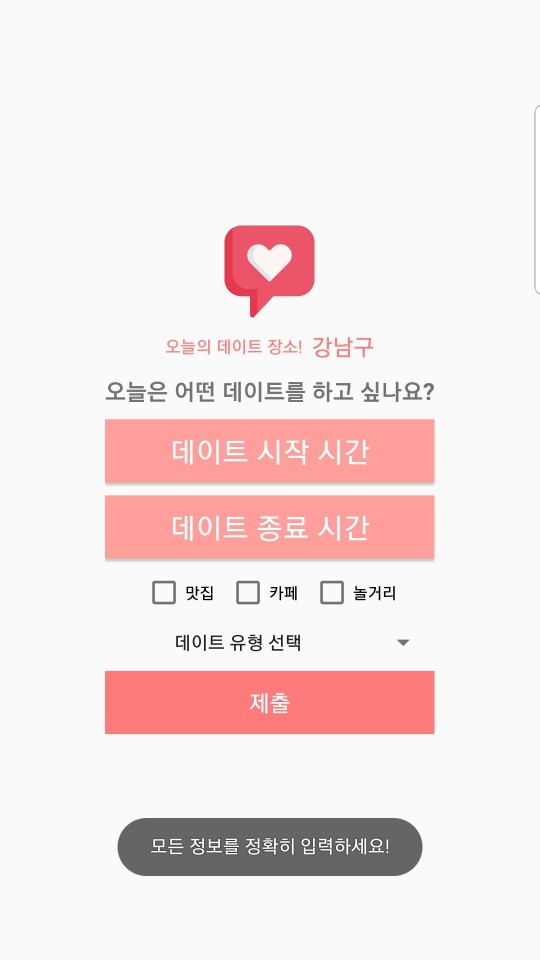 오늘의 데이트 장소! 강남구
오늘은 어떤 데이트를 하고 싶나요?
데이트 시작 시간
데이트 종료 시간
맛집 카페 놀거리
데이트 유형 선택
제출
모든 정보를 정확히 입력하세요!